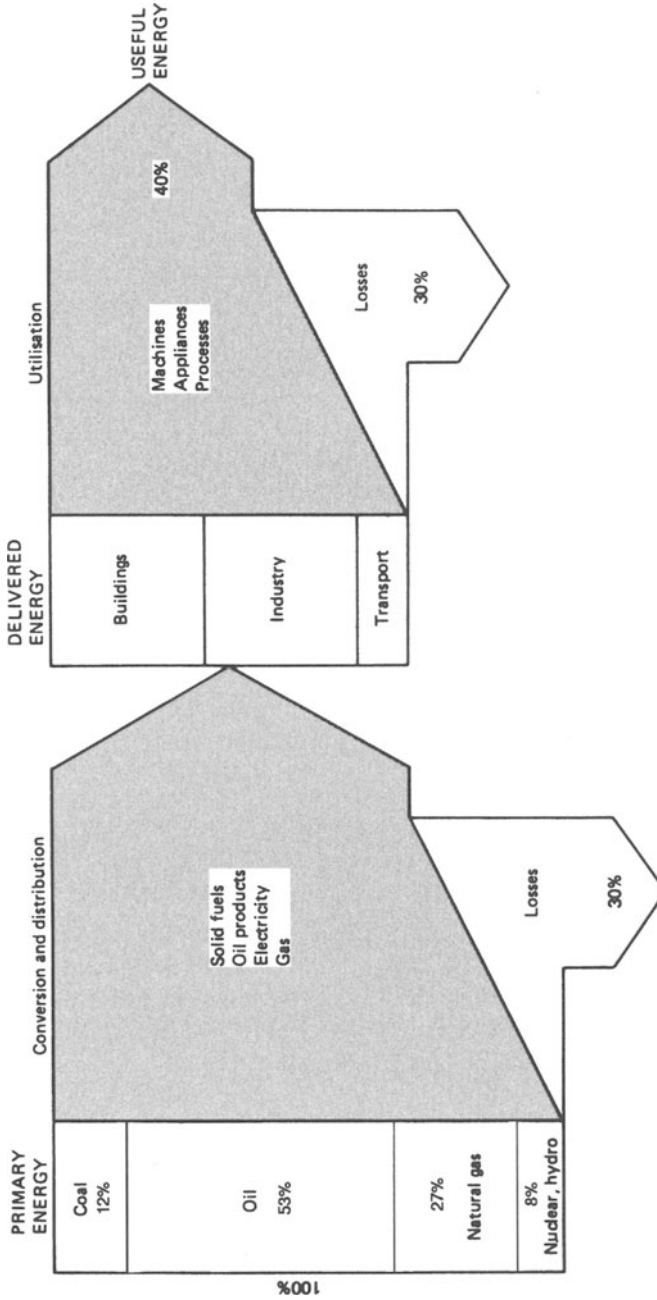 PRIMARY
ENERGY
Conversion and distribution
DELIVERED
ENERGY
Utilisation
100%
Coal
12%
Oil
53%
27%
Natural gas
8%
Nuclear, hydro
Solid fuels
Oil products
Electricity
Gas
Losses
30%
Buildings
Industry
Transport
Machines
Appliances
Processes
40%
USEFUL
ENERGY
Losses
30%